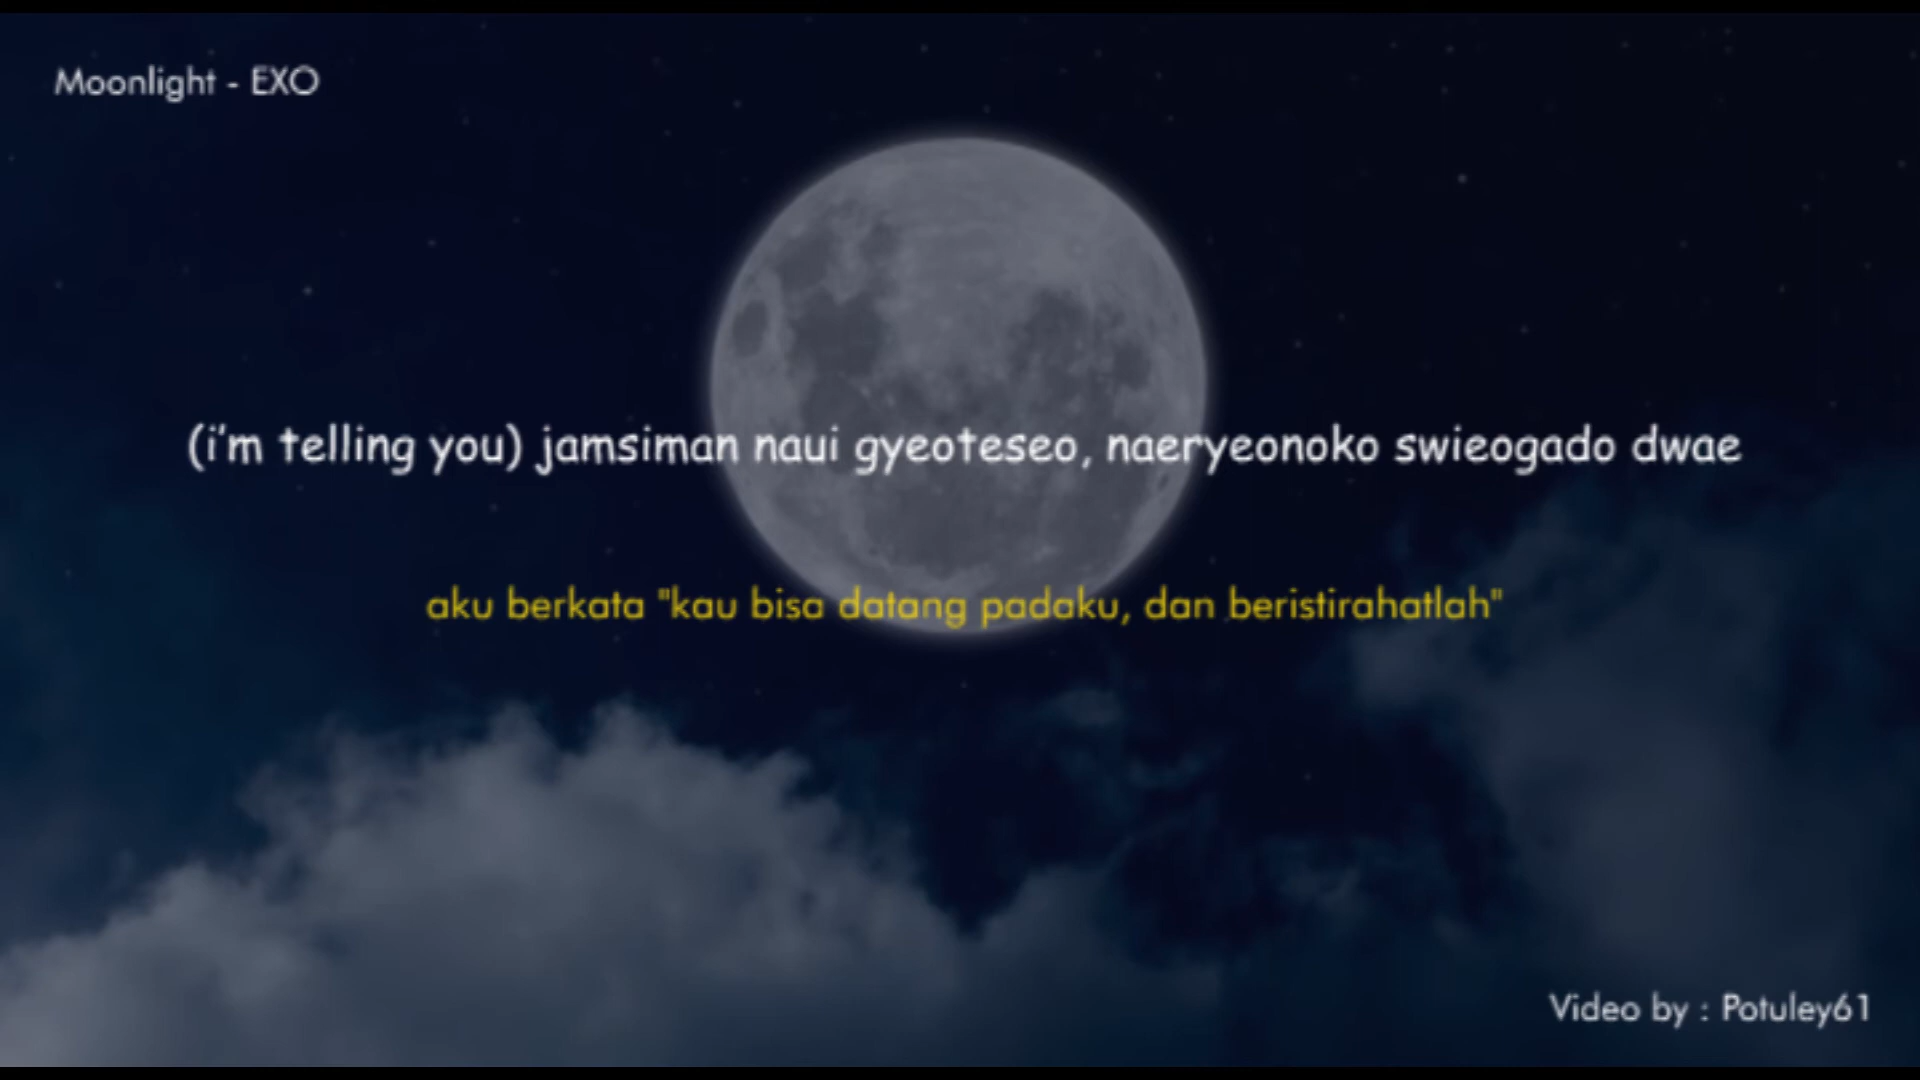 Moonlight - EXO
(i'm telling you) jamsiman naui gyeoteseo, naeryeonoko swieogado dwae
aku berkata "kau bisa datang padaku, dan beristirahatlah"
Video by : Potuley61